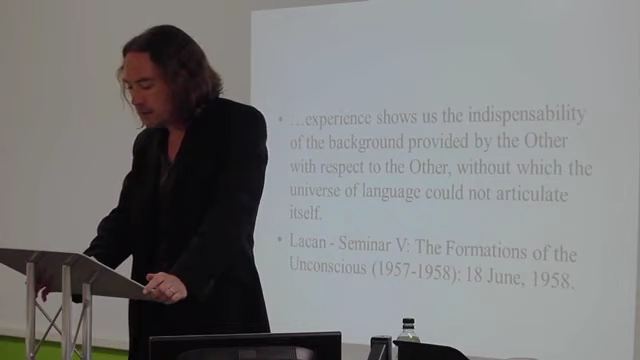 • …experience shows us the indispensability
of the background provided by the Other
with respect to the Other, without which the
universe of language could not articulate
itself.
• Lacan - Seminar V: The Formations of the
Unconscious (1957-1958): 18 June, 1958.